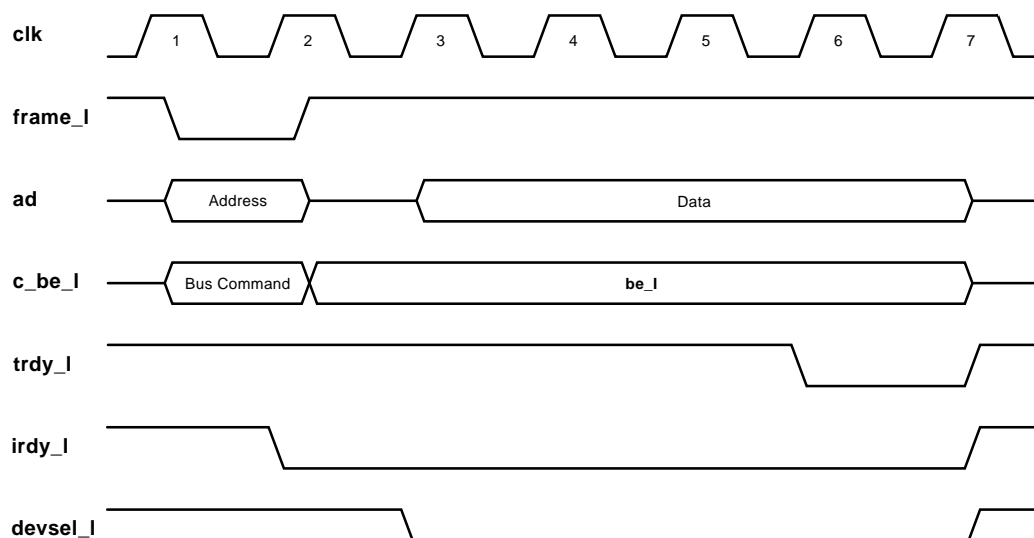 clk 1 2 3 4 5 6 7
frame_l
ad Address Data
c_be_l Bus Command be_l
trdy_l
irdy_l
devsel_l